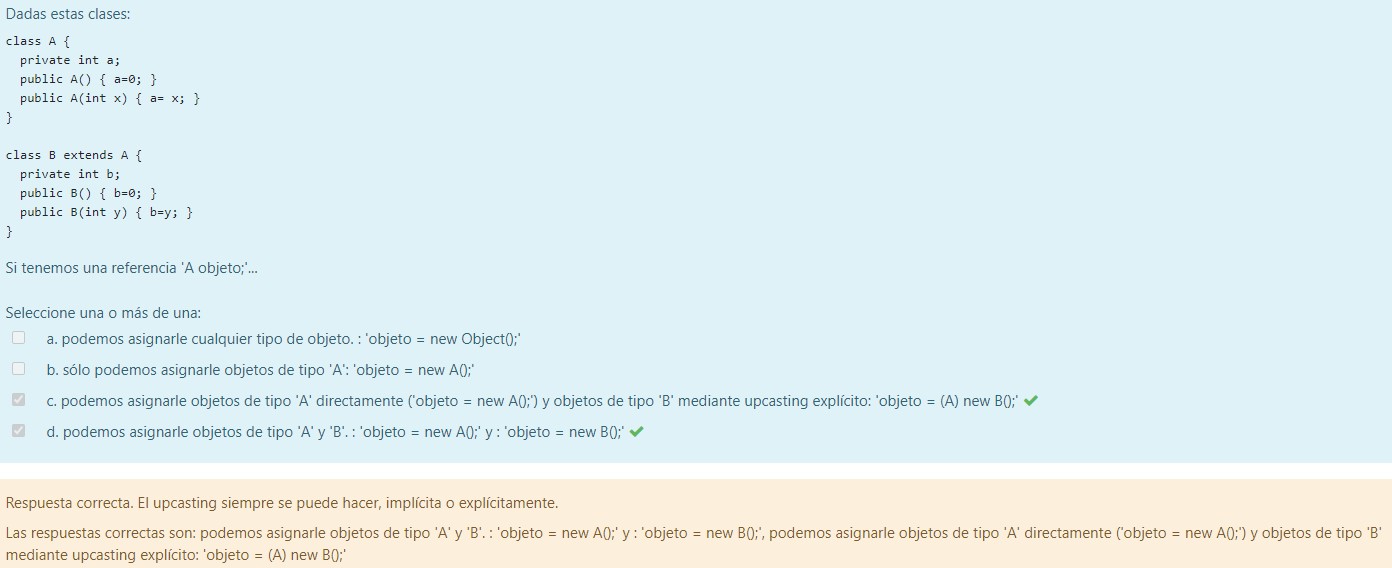 Dadas estas clases:
class A {
  private int a;
  public A() { a=0; }
  public A(int x) { a= x; }
}
class B extends A {
  private int b;
  public B() { b=0; }
  public B(int y) { b=y; }
}
Si tenemos una referencia 'A objeto;'...
Seleccione una o más de una:
a. podemos asignarle cualquier tipo de objeto. : 'objeto = new Object();'
b. sólo podemos asignarle objetos de tipo 'A': 'objeto = new A();'
c. podemos asignarle objetos de tipo 'A' directamente ('objeto = new A();') y objetos de tipo 'B' mediante upcasting explícito: 'objeto = (A) new B();'
d. podemos asignarle objetos de tipo 'A' y 'B'. : 'objeto = new A();' y : 'objeto = new B();'
Respuesta correcta. El upcasting siempre se puede hacer, implícita o explícitamente.
Las respuestas correctas son: podemos asignarle objetos de tipo 'A' y 'B'. : 'objeto = new A();' y : 'objeto = new B();', podemos asignarle objetos de tipo 'A' directamente ('objeto = new A();') y objetos de tipo 'B'
mediante upcasting explícito: 'objeto = (A) new B();'